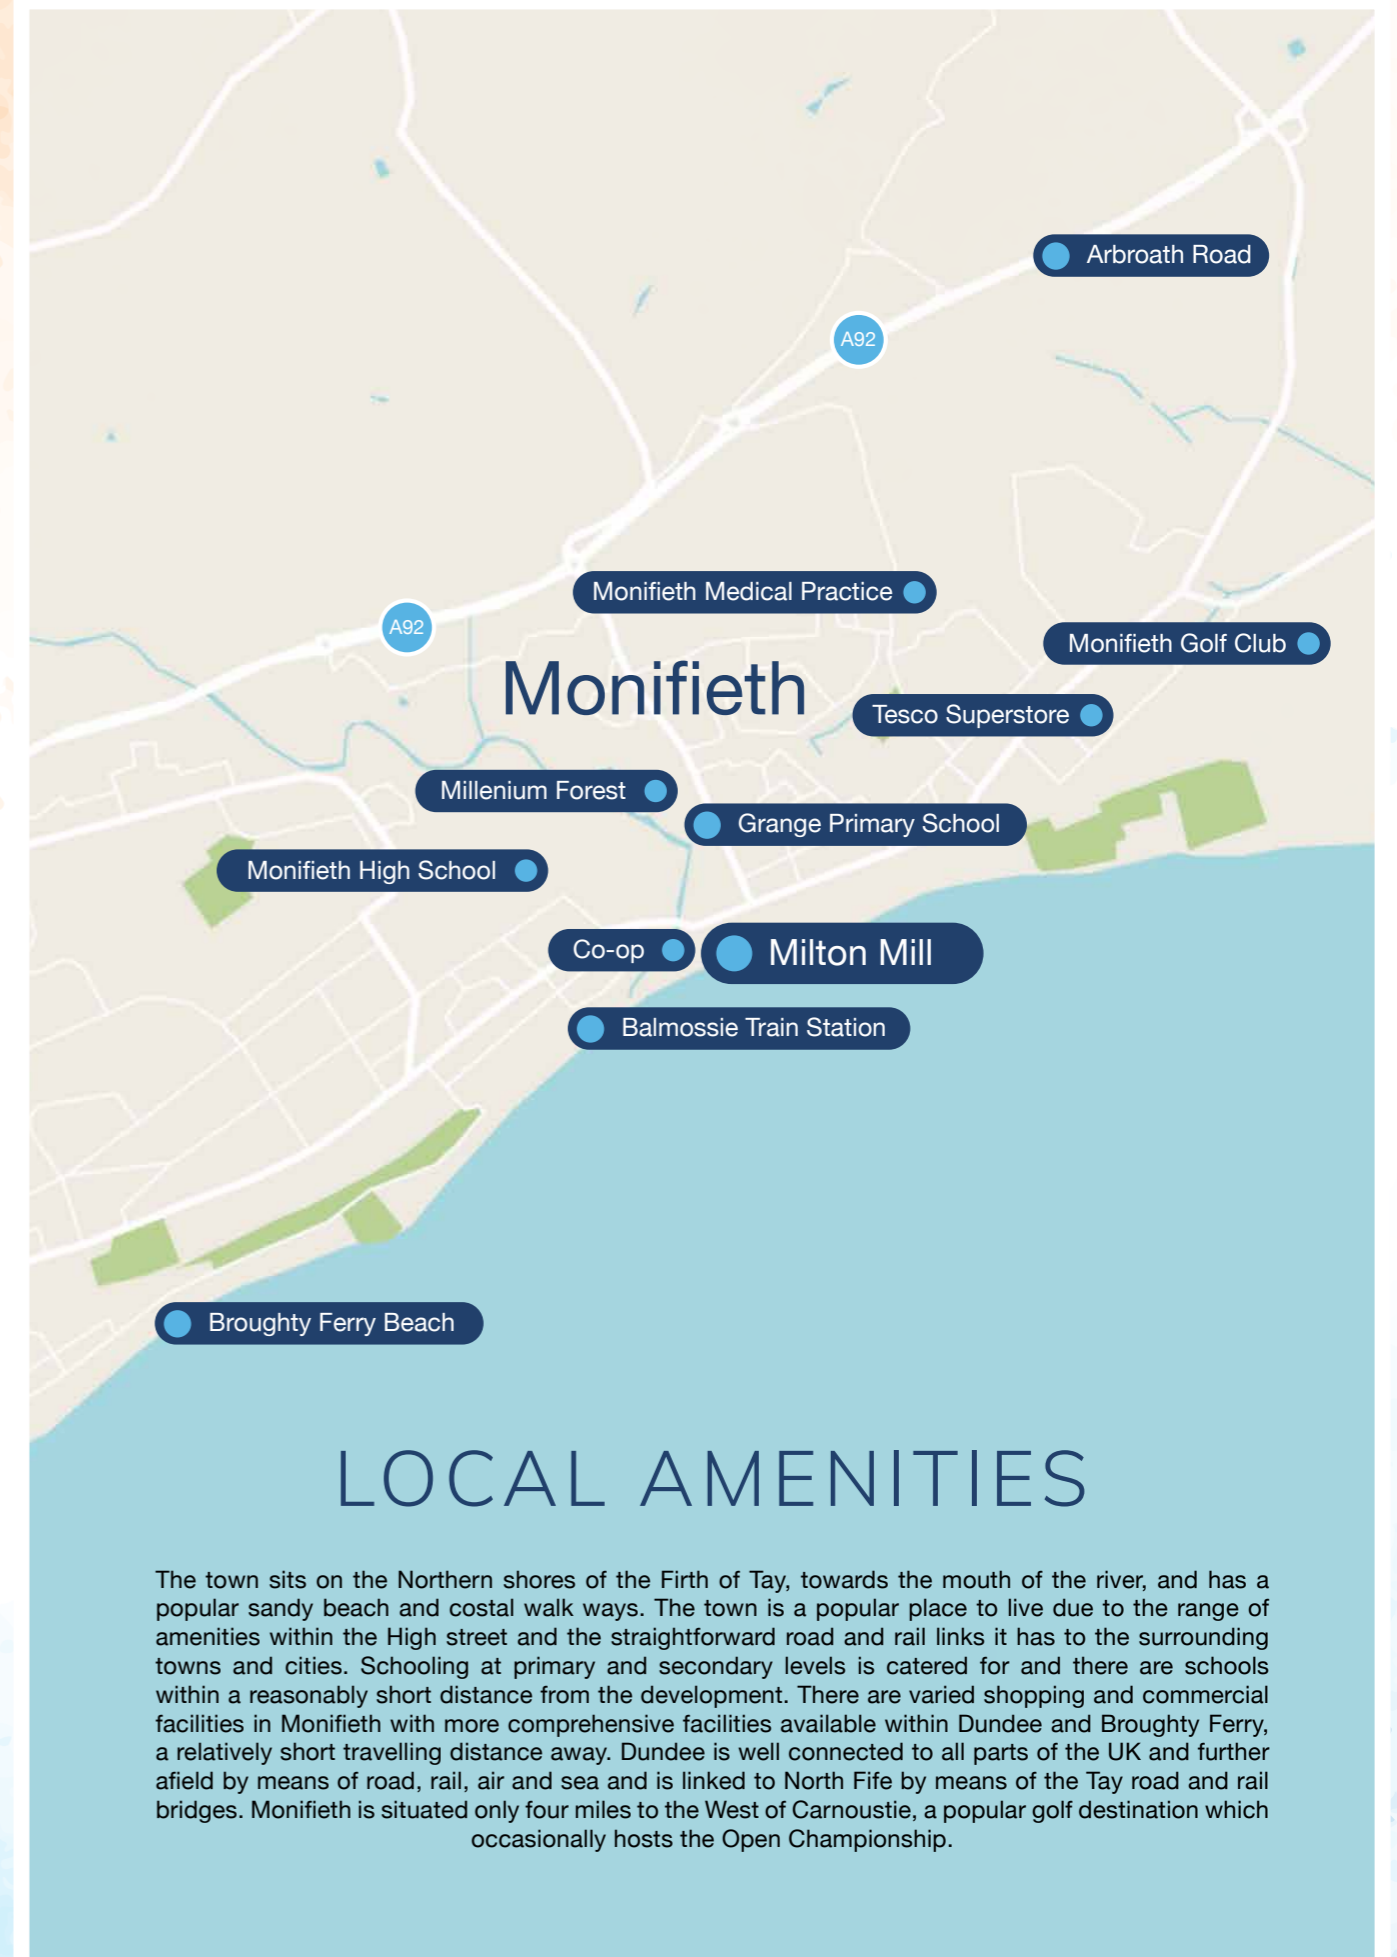 Arbroath Road
A92
Monifieth Medical Practice
A92
Monifieth Golf Club
Monifieth
Tesco Superstore
Millenium Forest
Grange Primary School
Monifieth High School
Co-op
Milton Mill
Balmossie Train Station
Broughty Ferry Beach
LOCAL AMENITIES
The town sits on the Northern shores of the Firth of Tay, towards the mouth of the river, and has a
popular sandy beach and costal walk ways. The town is a popular place to live due to the range of
amenities within the High street and the straightforward road and rail links it has to the surrounding
towns and cities. Schooling at primary and secondary levels is catered for and there are schools
within a reasonably short distance from the development. There are varied shopping and commercial
facilities in Monifieth with more comprehensive facilities available within Dundee and Broughty Ferry,
a relatively short travelling distance away. Dundee is well connected to all parts of the UK and further
afield by means of road, rail, air and sea and is linked to North Fife by means of the Tay road and rail
bridges. Monifieth is situated only four miles to the West of Carnoustie, a popular golf destination which
occasionally hosts the Open Championship.